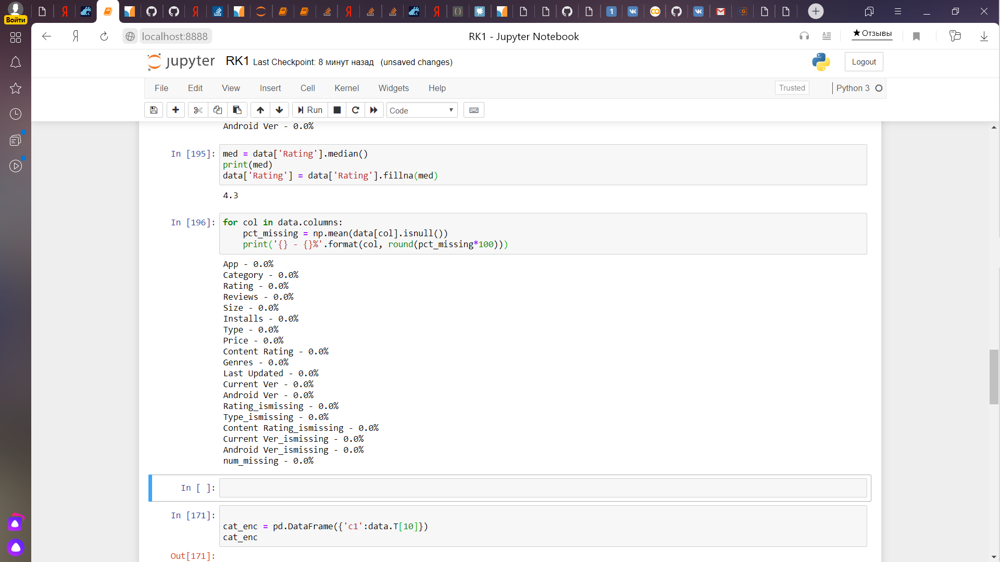 Войти
localhost:8888
RK1 - Jupyter Notebook
★ Отзывы
jupyter RK1 Last Checkpoint: 8 минут назад (unsaved changes)
Logout
File Edit View Insert Cell Kernel Widgets Help
Trusted
Python 3
Run
Code
Android Ver - 0.0%
In [195]:
med = data['Rating'].median()
print(med)
data['Rating'] = data['Rating'].fillna(med)
4.3
In [196]:
for col in data.columns:
    pct_missing = np.mean(data[col].isnull())
    print('{} - {}%'.format(col, round(pct_missing*100)))
App - 0.0%
Category - 0.0%
Rating - 0.0%
Reviews - 0.0%
Size - 0.0%
Installs - 0.0%
Type - 0.0%
Price - 0.0%
Content Rating - 0.0%
Genres - 0.0%
Last Updated - 0.0%
Current Ver - 0.0%
Android Ver - 0.0%
Rating_ismissing - 0.0%
Type_ismissing - 0.0%
Content Rating_ismissing - 0.0%
Current Ver_ismissing - 0.0%
Android Ver_ismissing - 0.0%
num_missing - 0.0%
In [ ]:
In [171]:
cat_enc = pd.DataFrame({'c1':data.T[10]})
cat_enc
Out[171]: